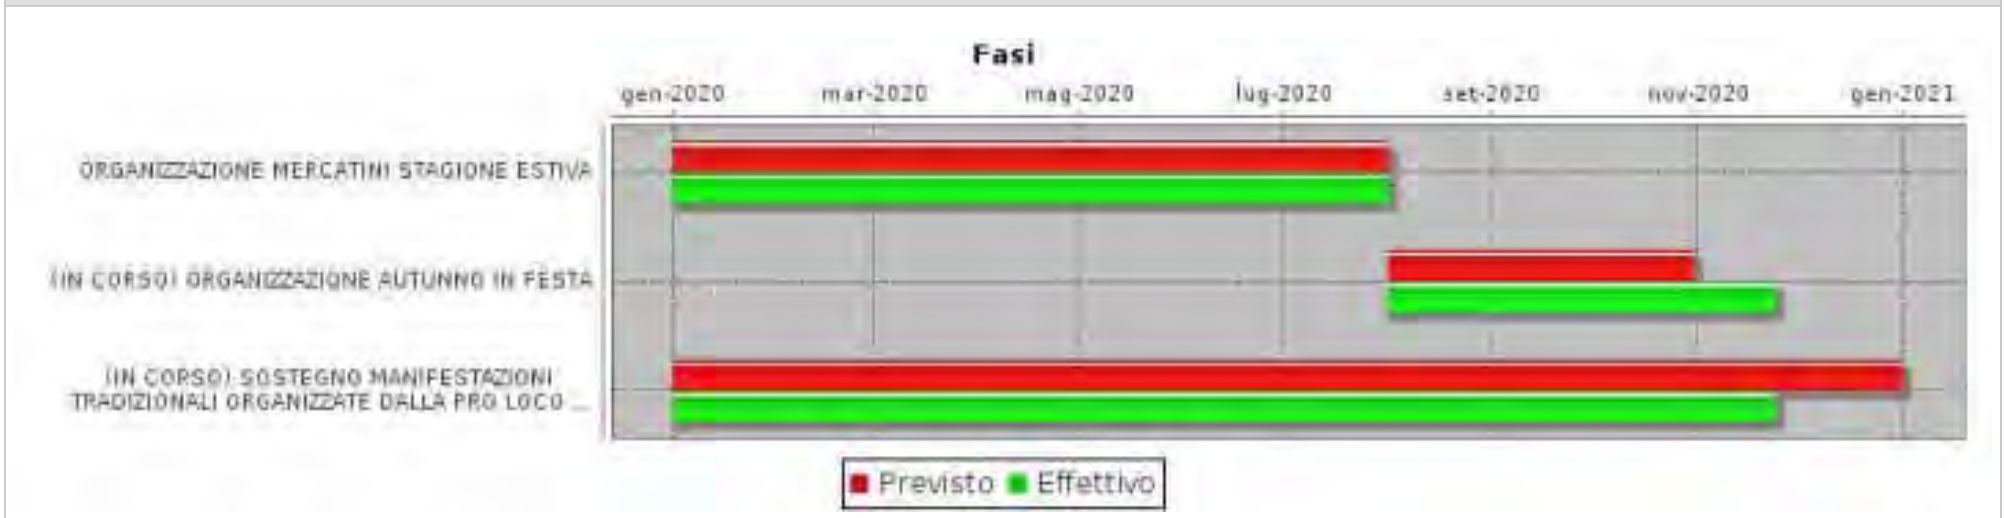 Fasi
gen-2020 mar-2020 mag-2020 lug-2020 set-2020 nov-2020 gen-2021
ORGANIZZAZIONE MERCATINI STAGIONE ESTIVA
(IN CORSO) ORGANIZZAZIONE AUTUNNO IN FESTA
(IN CORSO) SOSTEGNO MANIFESTAZIONI
TRADIZIONALI ORGANIZZATE DALLA PRO LOCO ...
Previsto Effettivo